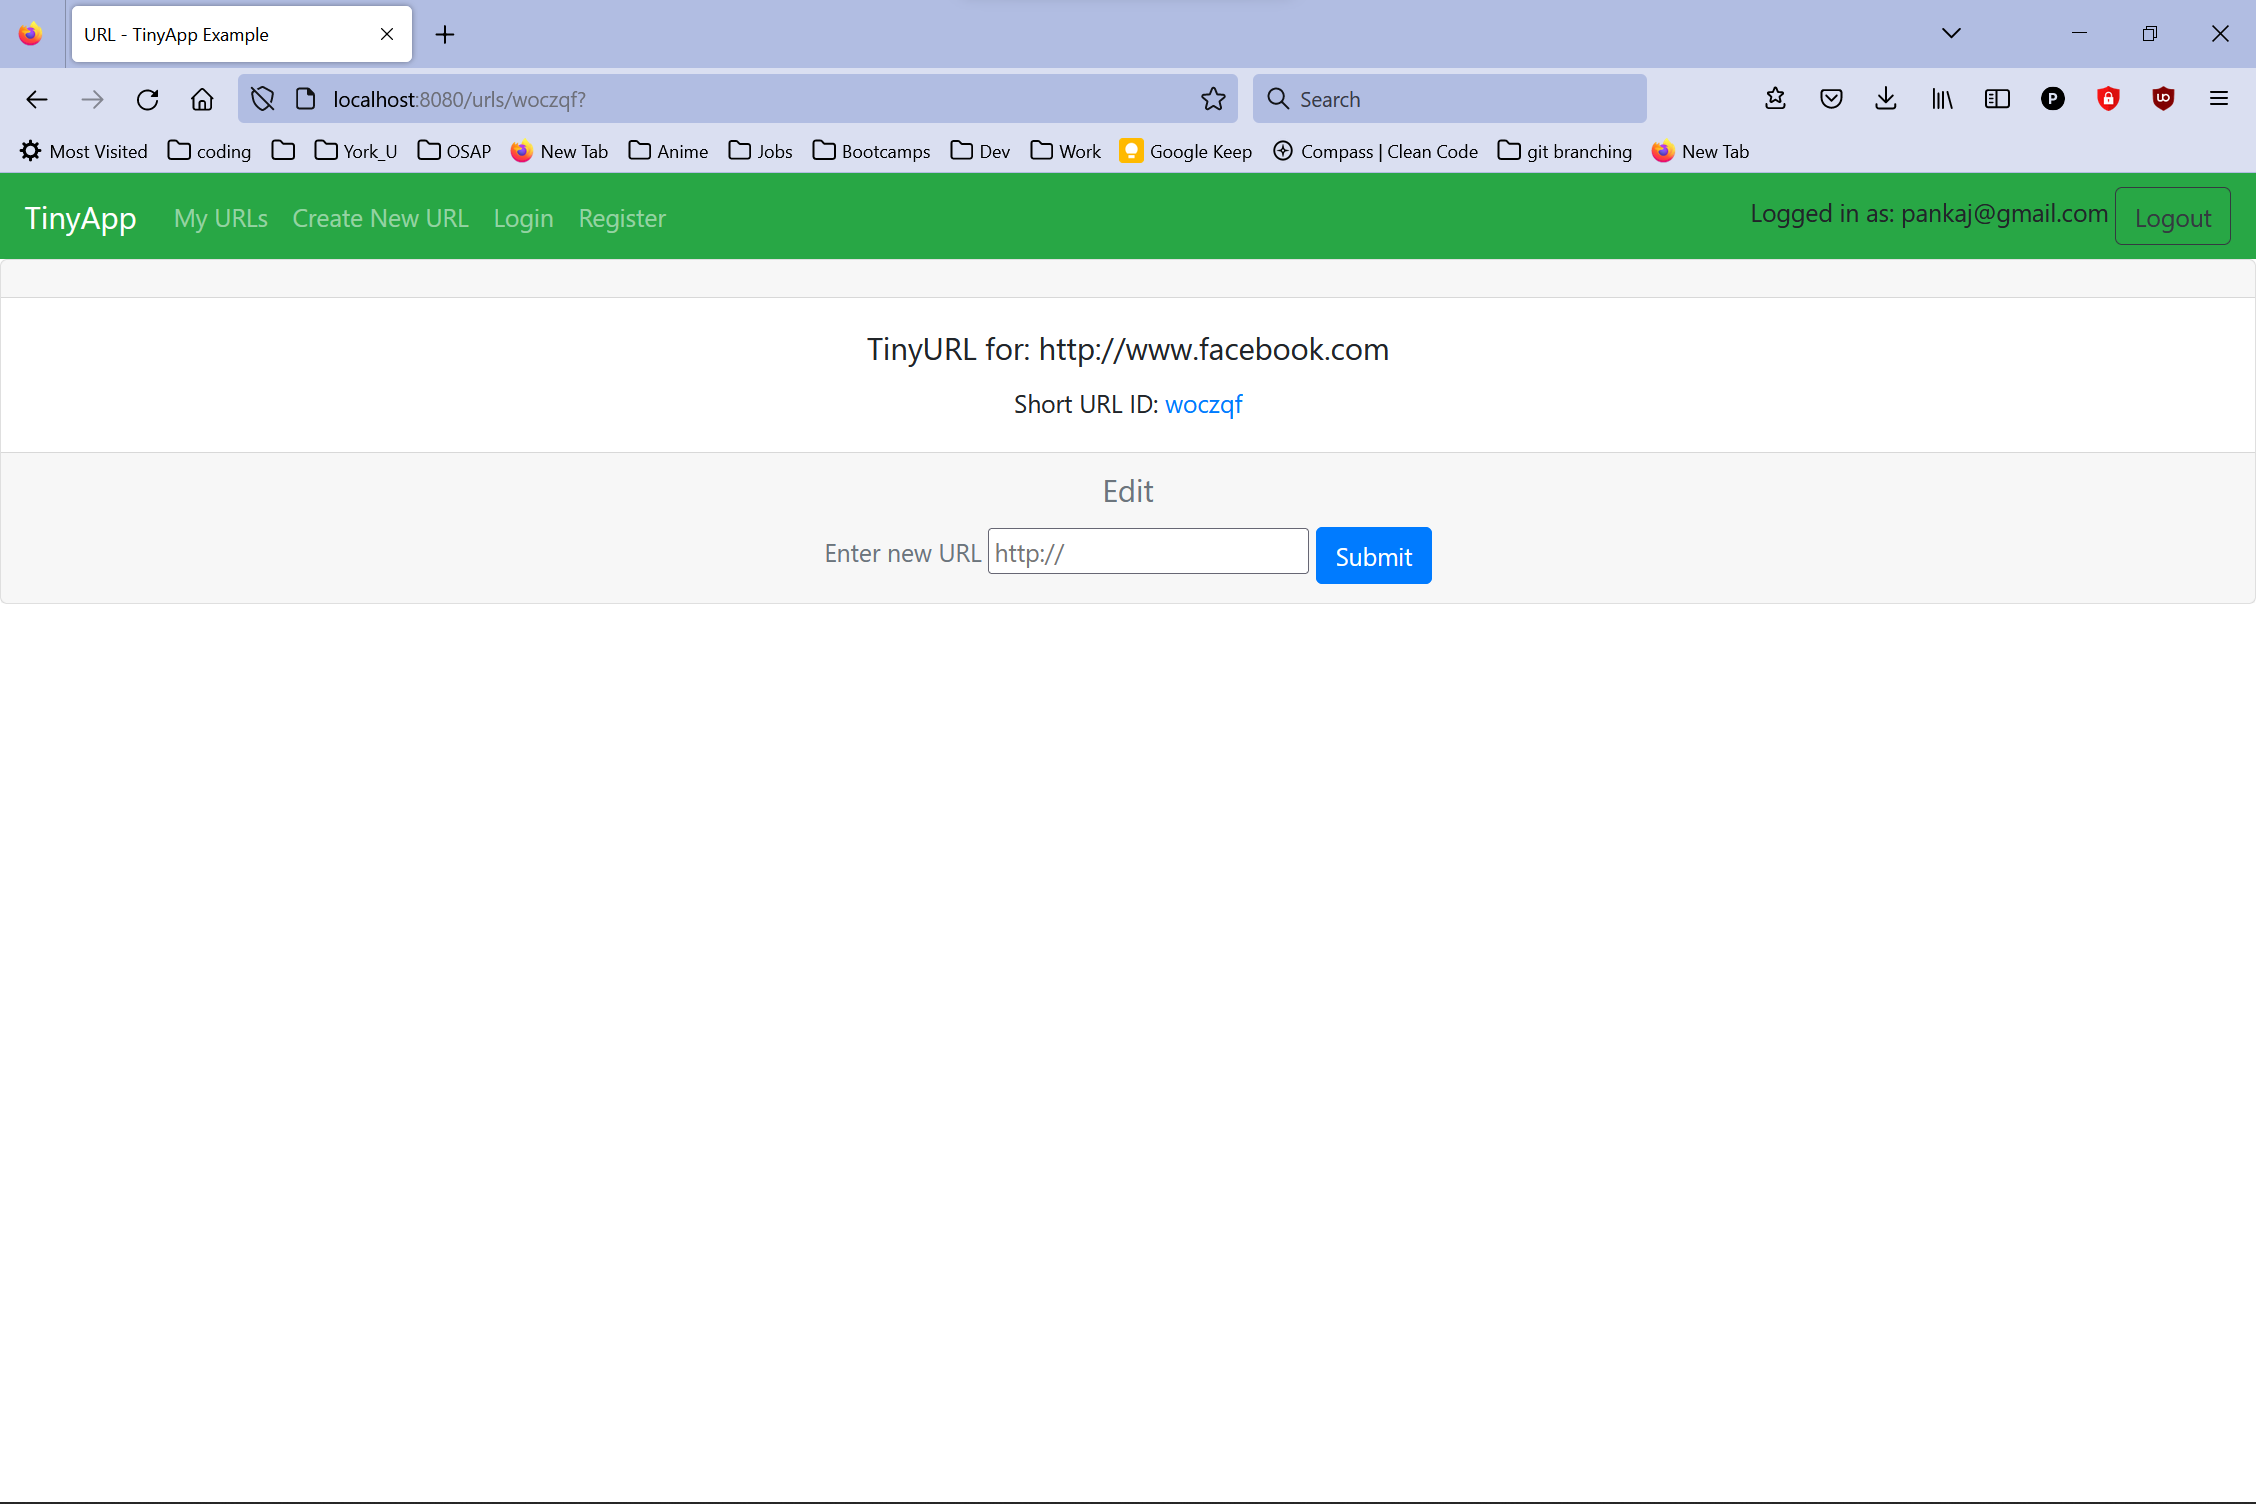 URL - TinyApp Example
localhost:8080/urls/woczqf?
Search
Most Visited coding York_U OSAP New Tab Anime Jobs Bootcamps Dev Work Google Keep Compass | Clean Code git branching New Tab
TinyApp My URLs Create New URL Login Register Logged in as: pankaj@gmail.com Logout
TinyURL for: http://www.facebook.com
Short URL ID: woczqf
Edit
Enter new URL http:// Submit